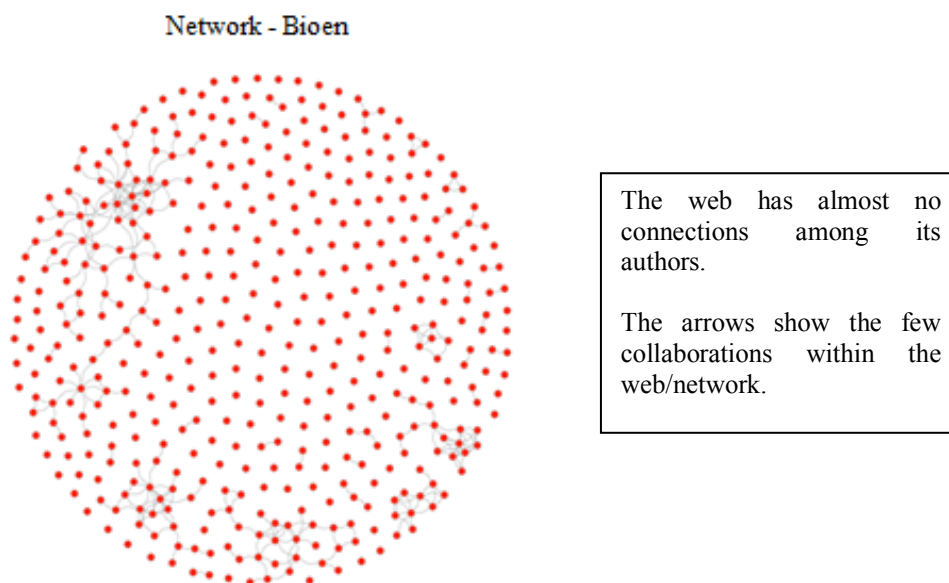 Network - Bioen
The web has almost no
connections among its
authors.
The arrows show the few
collaborations within the
web/network.